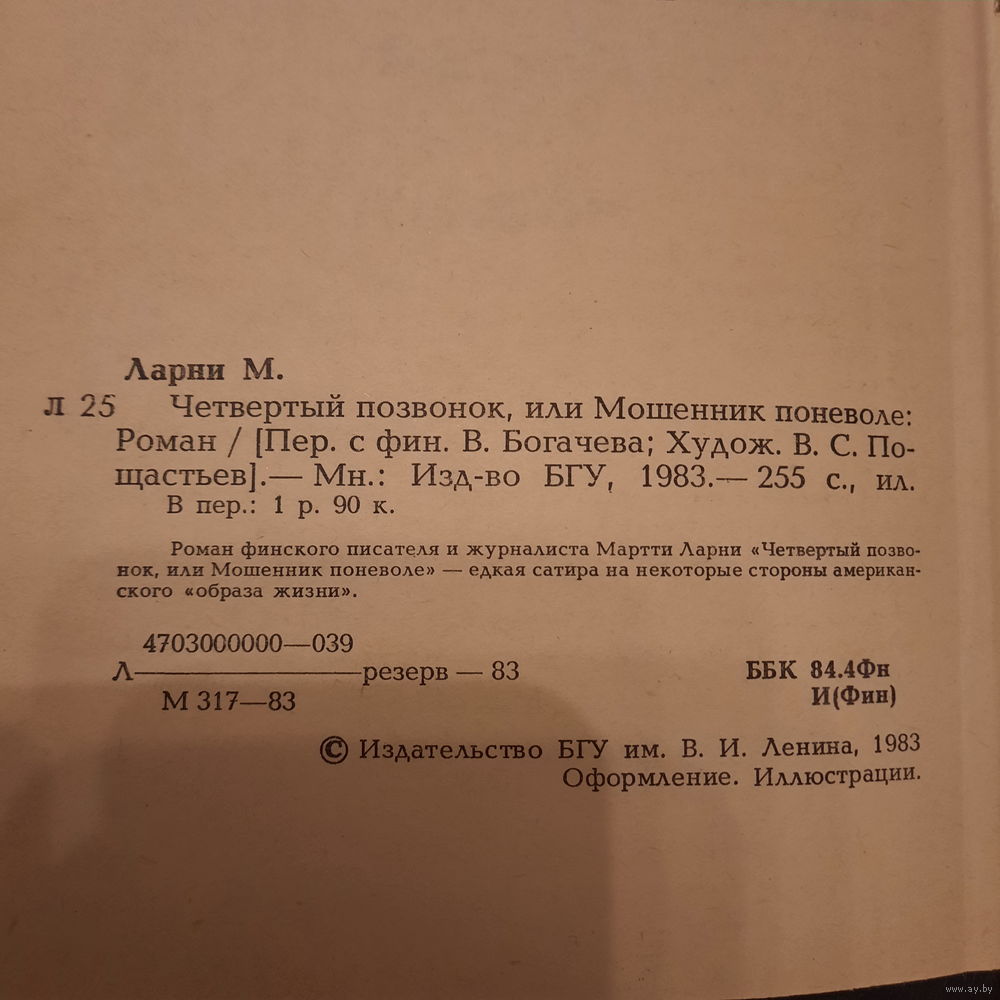 Ларни М.
Л 25 Четвертый позвонок, или Мошенник поневоле:
Роман / [Пер. с фин. В. Богачева; Худож. В. С. По-
щастьев].— Мн.: Изд-во БГУ, 1983.— 255 с., ил.
В пер.: 1 р. 90 к.
Роман финского писателя и журналиста Мартти Ларни «Четвертый позво-
нок, или Мошенник поневоле» — едкая сатира на некоторые стороны американ-
ского «образа жизни».
4703000000—039
Л————————резерв — 83
М 317—83
ББК 84.4Фн
И(Фин)
© Издательство БГУ им. В. И. Ленина, 1983
Оформление. Иллюстрации.
www.ay.by